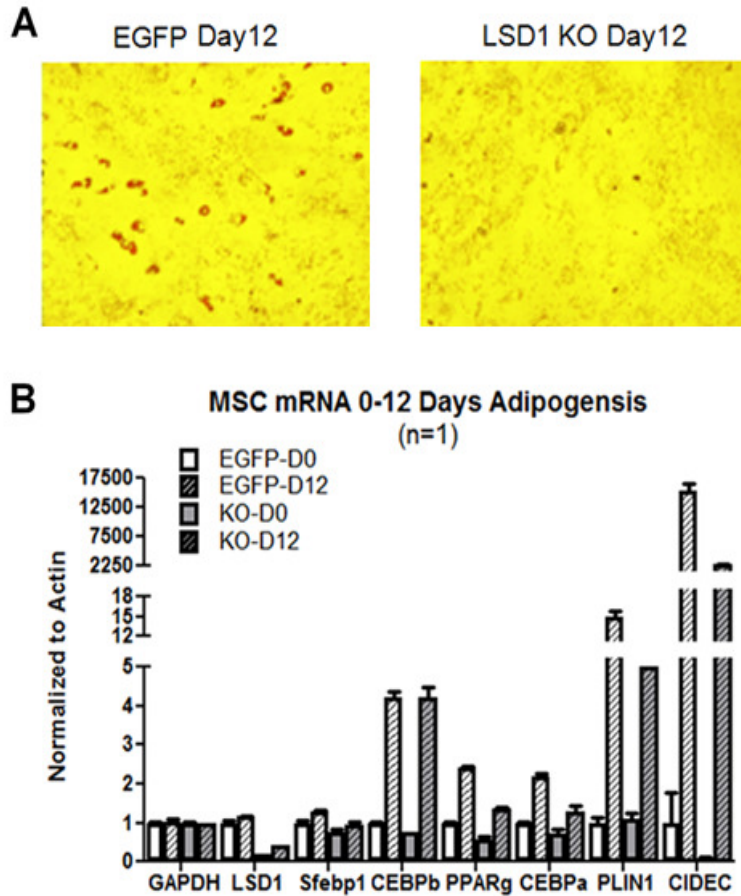 A
EGFP Day12
LSD1 KO Day12
B
MSC mRNA 0-12 Days Adipogensis
(n=1)
EGFP-D0
EGFP-D12
KO-D0
KO-D12
Normalized to Actin
17500
12500
7500
2250
18
15
12
5
4
3
2
1
0
GAPDH LSD1 Sfebp1 CEBPb PPARg CEBPa PLIN1 CIDEC